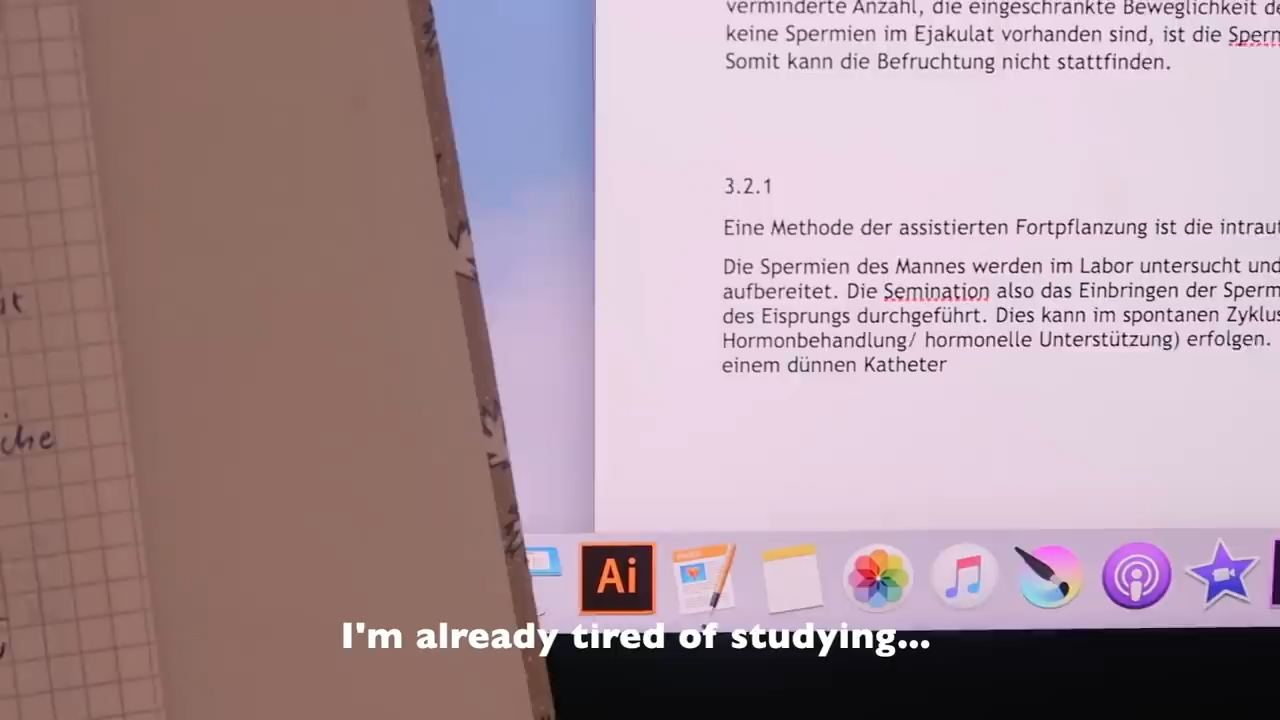 verminderte Anzahl, die eingeschränkte Beweglichkeit
keine Spermien im Ejakulat vorhanden sind, ist die
Somit kann die Befruchtung nicht stattfinden.
3.2.1
Eine Methode der assistierten Fortpflanzung ist die
Die Spermien des Mannes werden im Labor untersucht und
aufbereitet. Die Semination also das Einbringen der
des Eisprungs durchgeführt. Dies kann im spontanen Zyklus
Hormonbehandlung/ hormonelle Unterstützung) erfolgen.
einem dünnen Katheter
Ai
I'm already tired of studying...